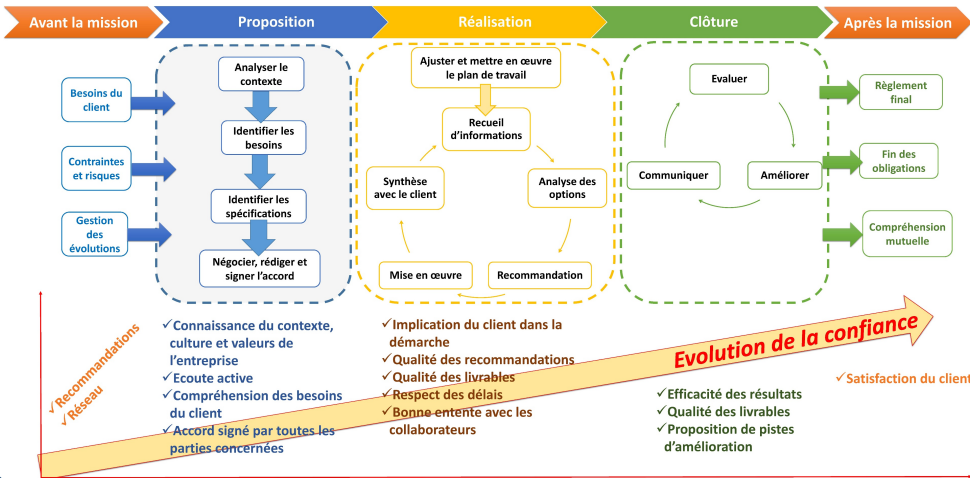 Avant la mission
Proposition
Réalisation
Clôture
Après la mission
Besoins du
client
Contraintes
et risques
Gestion
des
évolutions
Analyser le
contexte
Identifier les
besoins
Identifier les
spécifications
Négocier, rédiger et
signer l'accord
Ajuster et mettre en œuvre
le plan de travail
Recueil
d'informations
Analyse des
options
Recommandation
Mise en œuvre
Synthèse
avec le client
Evaluer
Améliorer
Communiquer
Règlement
final
Fin des
obligations
Compréhension
mutuelle
✓Recommandations
✓Réseau
✓Connaissance du contexte,
culture et valeurs de
l'entreprise
✓Ecoute active
✓Compréhension des besoins
du client
✓Accord signé par toutes les
parties concernées
✓Implication du client dans la
démarche
✓Qualité des recommandations
✓Qualité des livrables
✓Respect des délais
✓Bonne entente avec les
collaborateurs
Evolution de la confiance
✓Efficacité des résultats
✓Qualité des livrables
✓Proposition de pistes
d'amélioration
✓Satisfaction du client